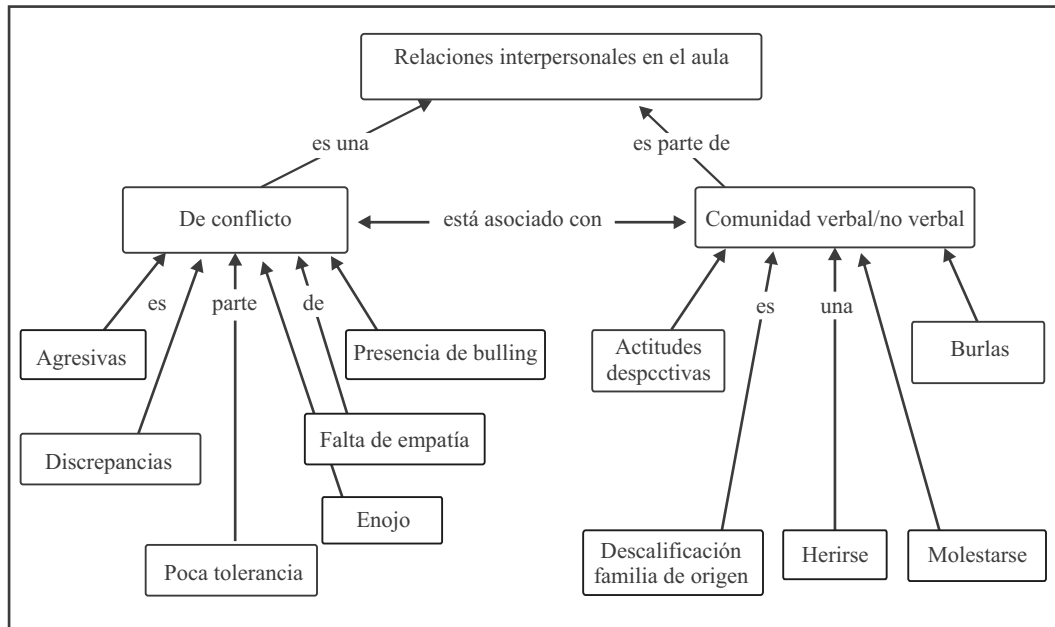 Relaciones interpersonales en el aula
es una
es parte de
De conflicto
está asociado con
Comunidad verbal/no verbal
es
parte
de
es
una
Agresivas
Presencia de bulling
Actitudes
despcctivas
Burlas
Discrepancias
Falta de empatía
Enojo
Poca tolerancia
Descalificación
familia de origen
Herirse
Molestarse